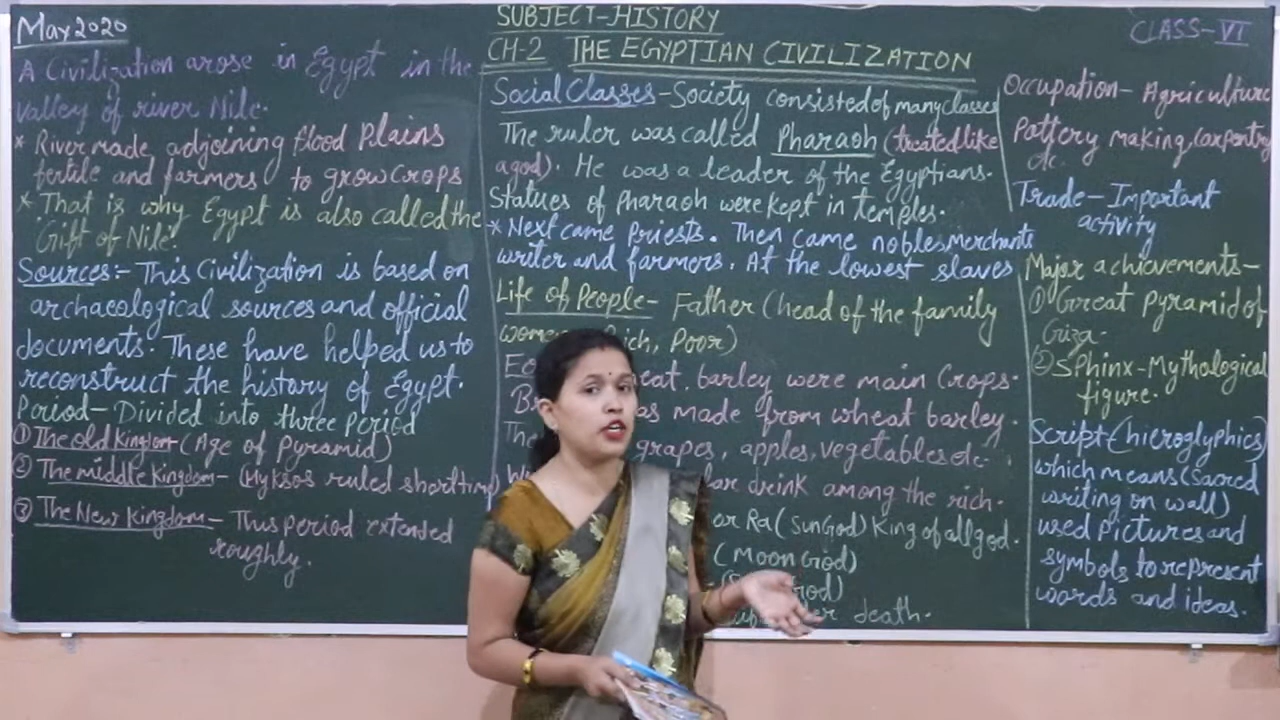 May 2020
SUBJECT-HISTORY
CLASS-VI
CH-2 THE EGYPTIAN CIVILIZATION
A Civilization arose in Egypt in the
valley of river Nile.
* River made adjoining flood plains
fertile and farmers to grow crops
* That is why Egypt is also called the
'Gift of Nile'.
Sources:- This Civilization is based on
archaeological sources and official
documents. These have helped us to
reconstruct the history of Egypt.
Period- Divided into three Period
① The old Kingdom-(Age of Pyramid)
② The middle Kingdom- (Hyksos ruled short time)
③ The New Kingdom- This period extended
roughly.
Social Classes-Society consisted of many classes
The ruler was called Pharaoh (treated like
a god). He was a leader of the Egyptians.
Statues of Pharaoh were kept in temples.
* Next came Priests. Then came nobles, Merchants
writer and farmers. At the lowest slaves
Life of People- Father (head of the family
Rich, Poor)
barley were main Crops.
was made from wheat barley.
grapes, apples, vegetables etc.
drink among the rich.
or Ra (Sun God) King of all god.
(Moon God)
God)
death.
Occupation- Agriculture
Pottery making, Carpentry
etc.
Trade-Important
activity
Major achievements-
① Great Pyramid of
Giza.
② Sphinx-Mythological
figure.
Script-(hieroglyphics)
which means (Sacred
writing on wall)
used Pictures and
symbols to represent
words and ideas.